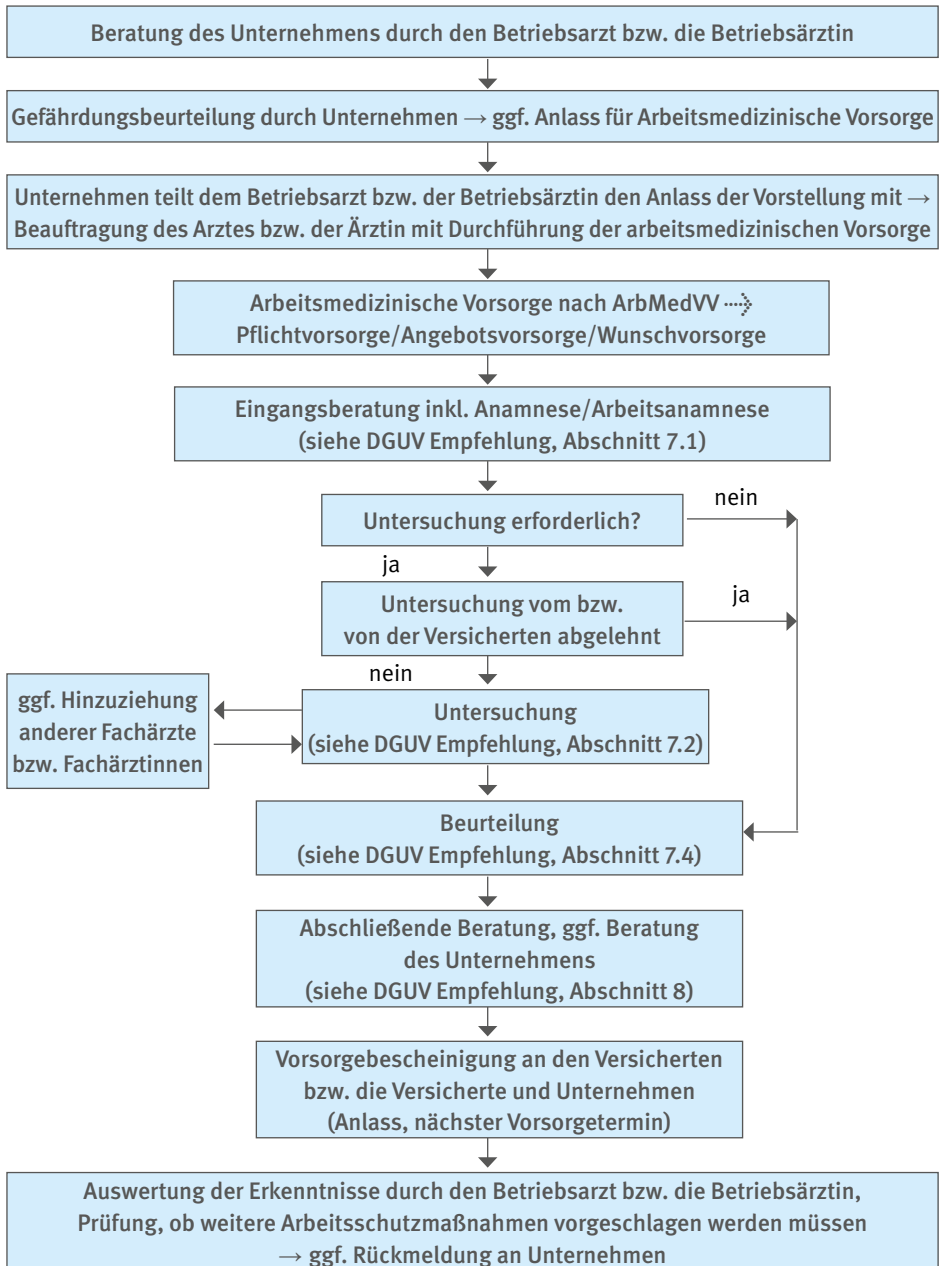 Beratung des Unternehmens durch den Betriebsarzt bzw. die Betriebsärztin
Gefährdungsbeurteilung durch Unternehmen → ggf. Anlass für Arbeitsmedizinische Vorsorge
Unternehmen teilt dem Betriebsarzt bzw. der Betriebsärztin den Anlass der Vorstellung mit →
Beauftragung des Arztes bzw. der Ärztin mit Durchführung der arbeitsmedizinischen Vorsorge
Arbeitsmedizinische Vorsorge nach ArbMedVV ⤑
Pflichtvorsorge/Angebotsvorsorge/Wunschvorsorge
Eingangsberatung inkl. Anamnese/Arbeitsanamnese
(siehe DGUV Empfehlung, Abschnitt 7.1)
Untersuchung erforderlich?
nein
ja
Untersuchung vom bzw.
von der Versicherten abgelehnt
ja
nein
ggf. Hinzuziehung
anderer Fachärzte
bzw. Fachärztinnen
Untersuchung
(siehe DGUV Empfehlung, Abschnitt 7.2)
Beurteilung
(siehe DGUV Empfehlung, Abschnitt 7.4)
Abschließende Beratung, ggf. Beratung
des Unternehmens
(siehe DGUV Empfehlung, Abschnitt 8)
Vorsorgebescheinigung an den Versicherten
bzw. die Versicherte und Unternehmen
(Anlass, nächster Vorsorgetermin)
Auswertung der Erkenntnisse durch den Betriebsarzt bzw. die Betriebsärztin,
Prüfung, ob weitere Arbeitsschutzmaßnahmen vorgeschlagen werden müssen
→ ggf. Rückmeldung an Unternehmen